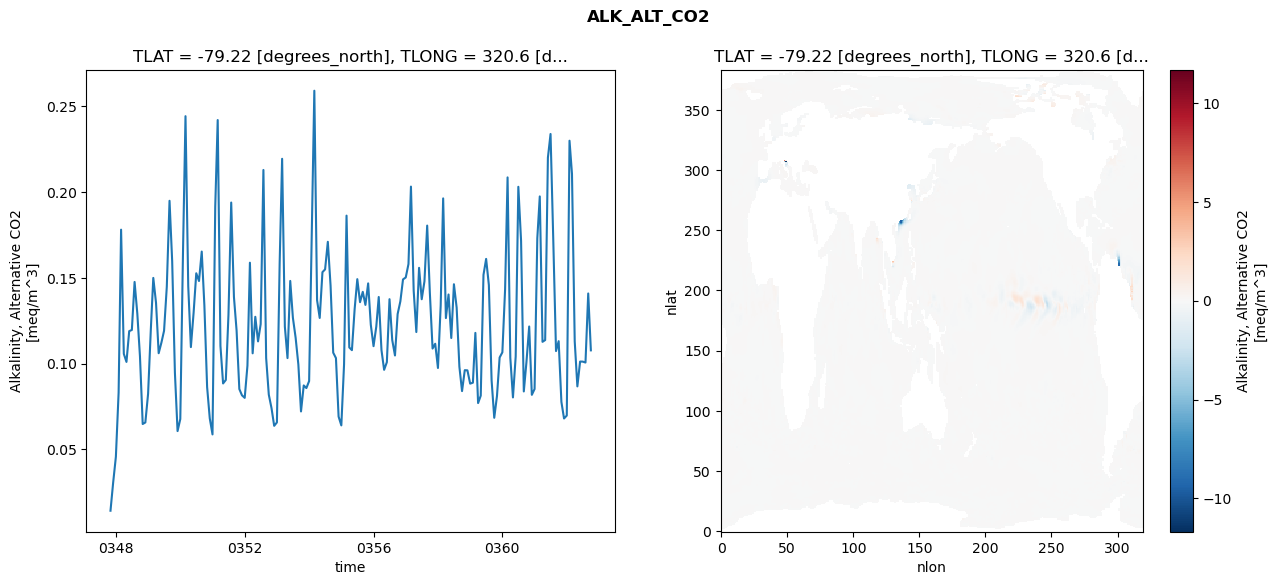 ALK_ALT_CO2
TLAT = -79.22 [degrees_north], TLONG = 320.6 [d...
0.25
0.20
0.15
0.10
0.05
Alkalinity, Alternative CO2
[meq/m^3]
0348
0352
0356
0360
time
TLAT = -79.22 [degrees_north], TLONG = 320.6 [d...
350
300
250
200
150
100
50
0
nlat
0
50
100
150
200
250
300
nlon
10
5
0
−5
−10
Alkalinity, Alternative CO2
[meq/m^3]